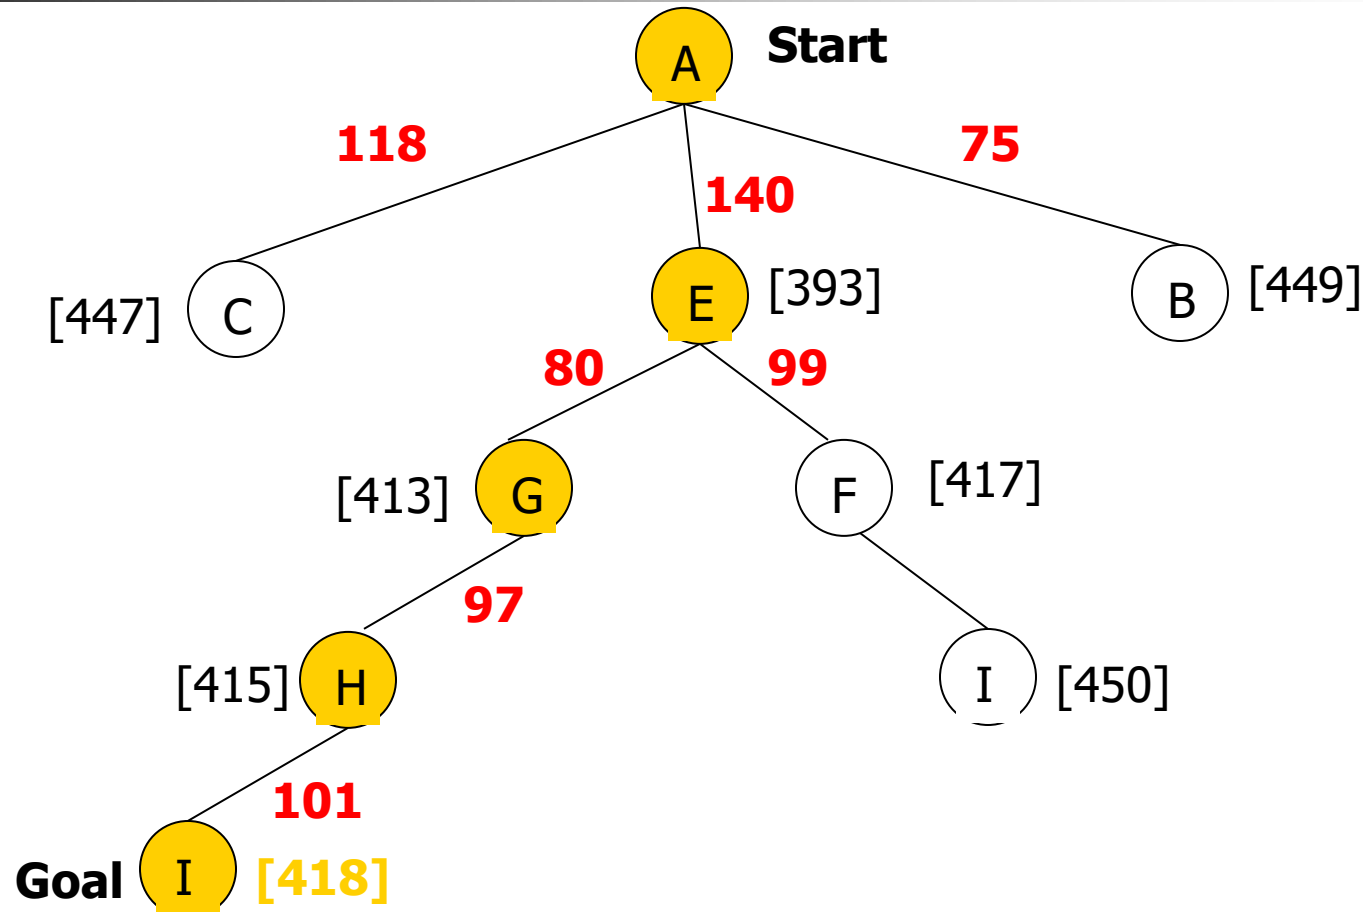 A Start
118
75
140
[447] C
E [393]
B [449]
80
99
[413] G
F [417]
97
[415] H
I [450]
101
Goal I [418]